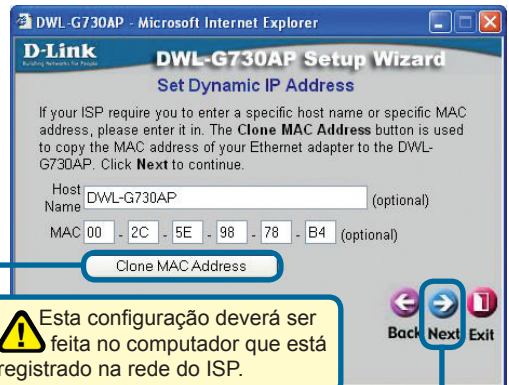 DWL-G730AP - Microsoft Internet Explorer
D-Link
Building Networks for People
DWL-G730AP Setup Wizard
Set Dynamic IP Address
If your ISP require you to enter a specific host name or specific MAC
address, please enter it in. The Clone MAC Address button is used
to copy the MAC address of your Ethernet adapter to the DWL-
G730AP. Click Next to continue.
Host
Name DWL-G730AP (optional)
MAC 00 - 2C - 5E - 98 - 78 - B4 (optional)
Clone MAC Address
Back Next Exit
Esta configuração deverá ser
feita no computador que está
registrado na rede do ISP.